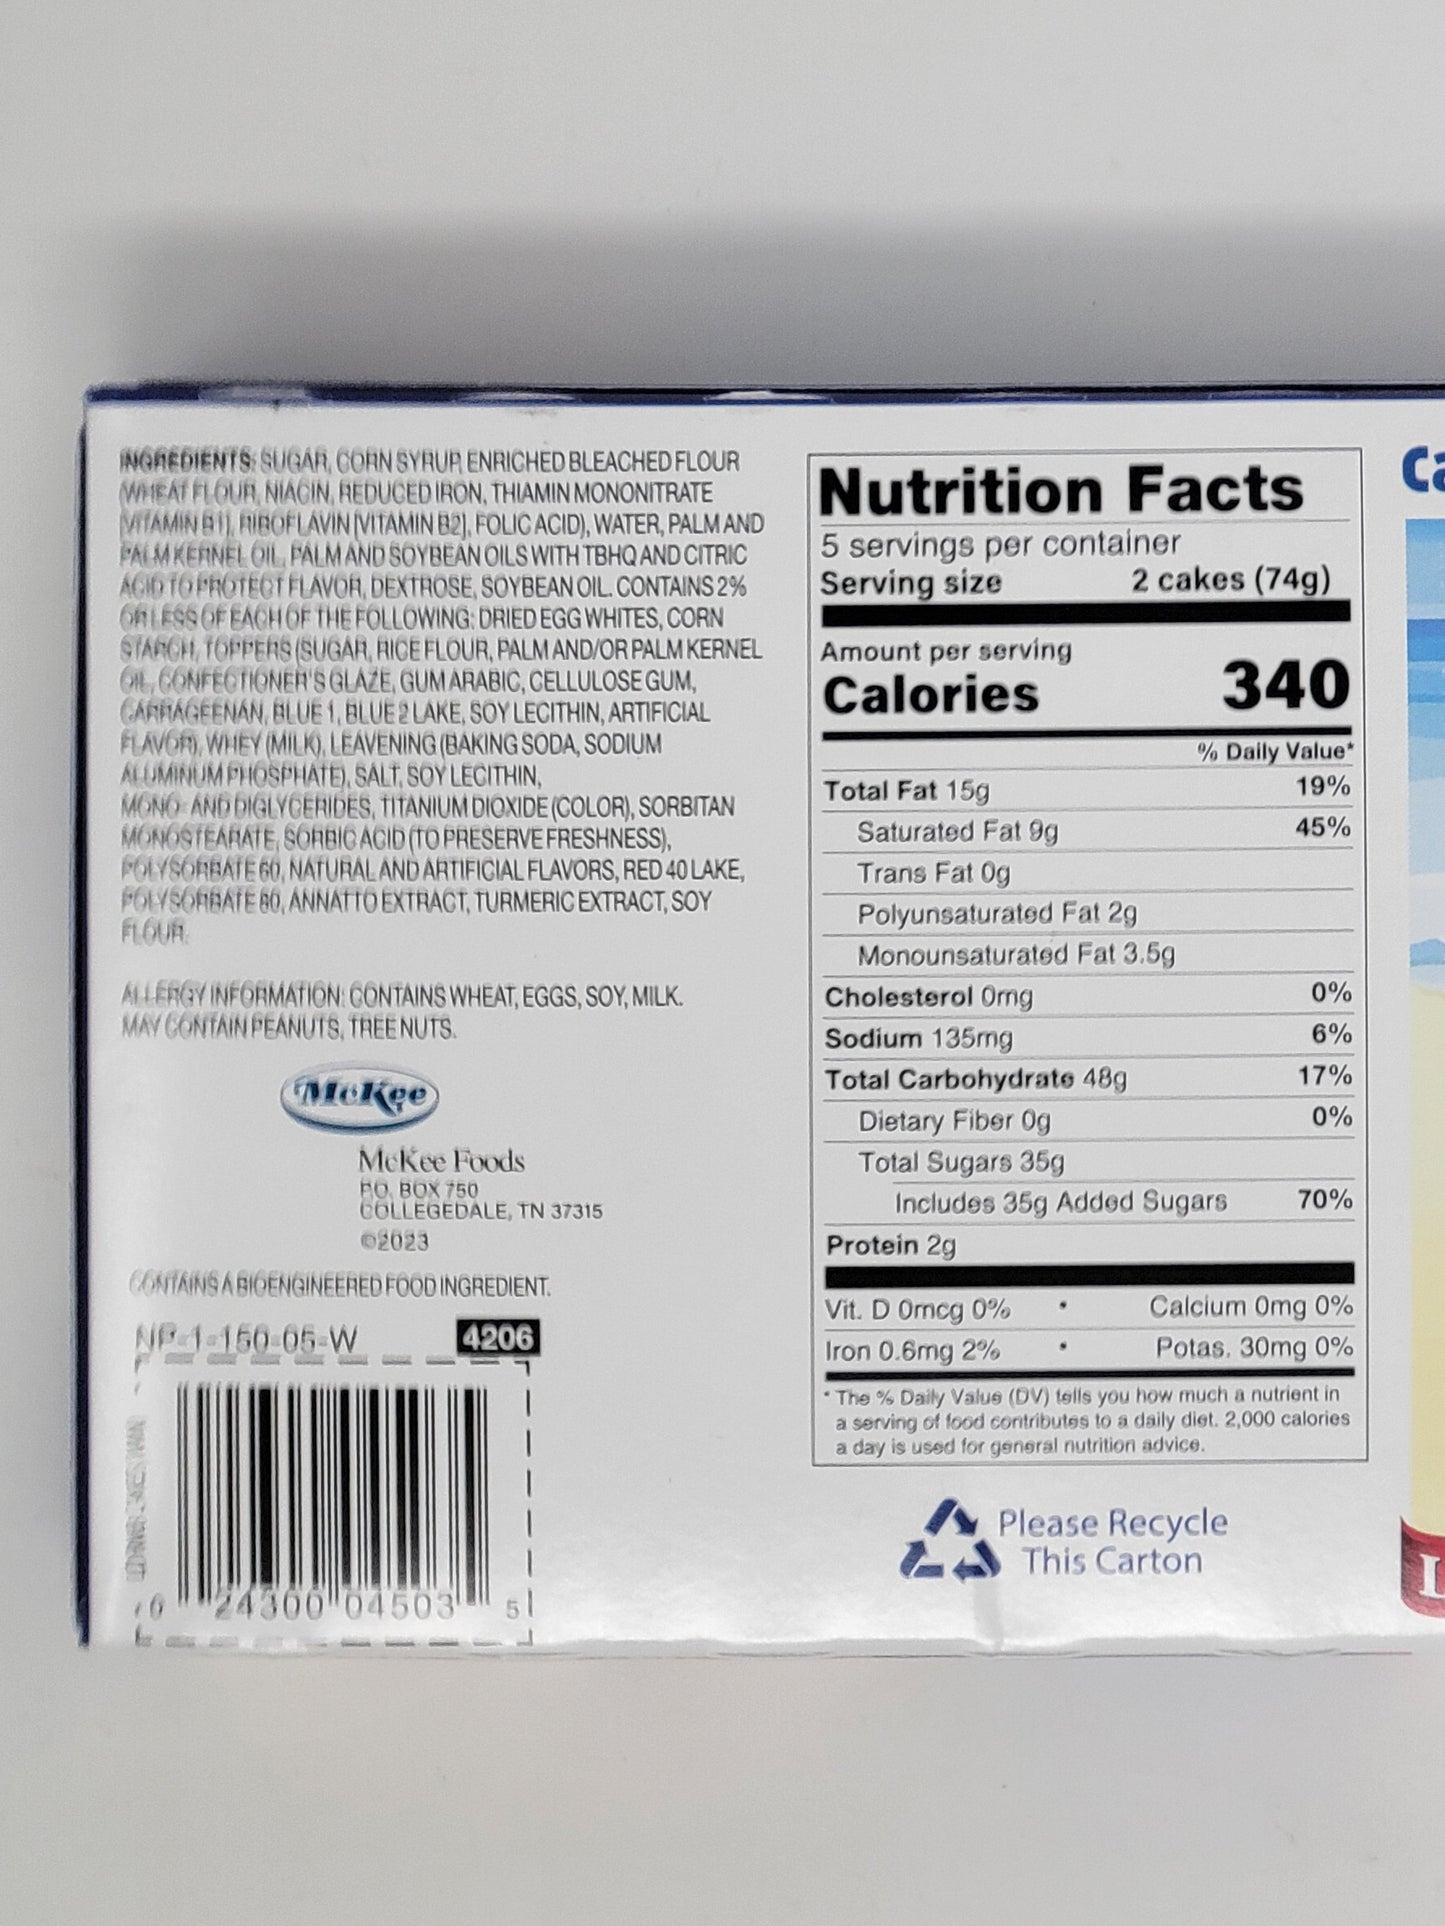 INGREDIENTS: SUGAR, CORN SYRUP, ENRICHED BLEACHED FLOUR
(WHEAT FLOUR, NIACIN, REDUCED IRON, THIAMIN MONONITRATE
[VITAMIN B1], RIBOFLAVIN [VITAMIN B2], FOLIC ACID), WATER, PALM AND
PALM KERNEL OIL, PALM AND SOYBEAN OILS WITH TBHQ AND CITRIC
ACID TO PROTECT FLAVOR, DEXTROSE, SOYBEAN OIL. CONTAINS 2%
OR LESS OF EACH OF THE FOLLOWING: DRIED EGG WHITES, CORN
STARCH, TOPPERS (SUGAR, RICE FLOUR, PALM AND/OR PALM KERNEL
OIL, CONFECTIONER'S GLAZE, GUM ARABIC, CELLULOSE GUM,
CARRAGEENAN, BLUE 1, BLUE 2 LAKE, SOY LECITHIN, ARTIFICIAL
FLAVOR), WHEY (MILK), LEAVENING (BAKING SODA, SODIUM
ALUMINUM PHOSPHATE), SALT, SOY LECITHIN,
MONO- AND DIGLYCERIDES, TITANIUM DIOXIDE (COLOR), SORBITAN
MONOSTEARATE, SORBIC ACID (TO PRESERVE FRESHNESS),
POLYSORBATE 60, NATURAL AND ARTIFICIAL FLAVORS, RED 40 LAKE,
POLYSORBATE 80, ANNATTO EXTRACT, TURMERIC EXTRACT, SOY
FLOUR.
ALLERGY INFORMATION: CONTAINS WHEAT, EGGS, SOY, MILK.
MAY CONTAIN PEANUTS, TREE NUTS.
McKee
McKee Foods
P.O. BOX 750
COLLEGEDALE, TN 37315
©2023
CONTAINS A BIOENGINEERED FOOD INGREDIENT.
NP-1-150-05-W 4206
0 24300 04503 5
Nutrition Facts
5 servings per container
Serving size 2 cakes (74g)
Amount per serving
Calories 340
% Daily Value*
Total Fat 15g 19%
Saturated Fat 9g 45%
Trans Fat 0g
Polyunsaturated Fat 2g
Monounsaturated Fat 3.5g
Cholesterol 0mg 0%
Sodium 135mg 6%
Total Carbohydrate 48g 17%
Dietary Fiber 0g 0%
Total Sugars 35g
Includes 35g Added Sugars 70%
Protein 2g
Vit. D 0mcg 0% • Calcium 0mg 0%
Iron 0.6mg 2% • Potas. 30mg 0%
* The % Daily Value (DV) tells you how much a nutrient in
a serving of food contributes to a daily diet. 2,000 calories
a day is used for general nutrition advice.
Please Recycle
This Carton
Ca
L